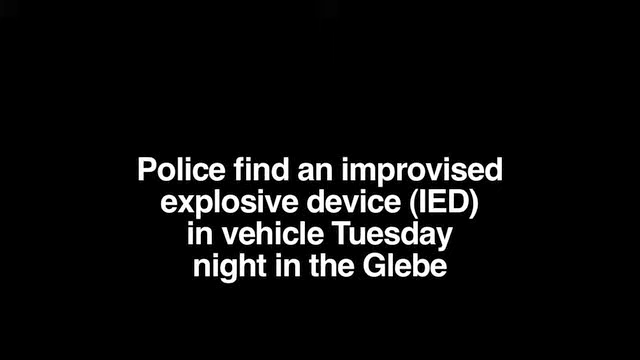 Police find an improvised
explosive device (IED)
in vehicle Tuesday
night in the Glebe